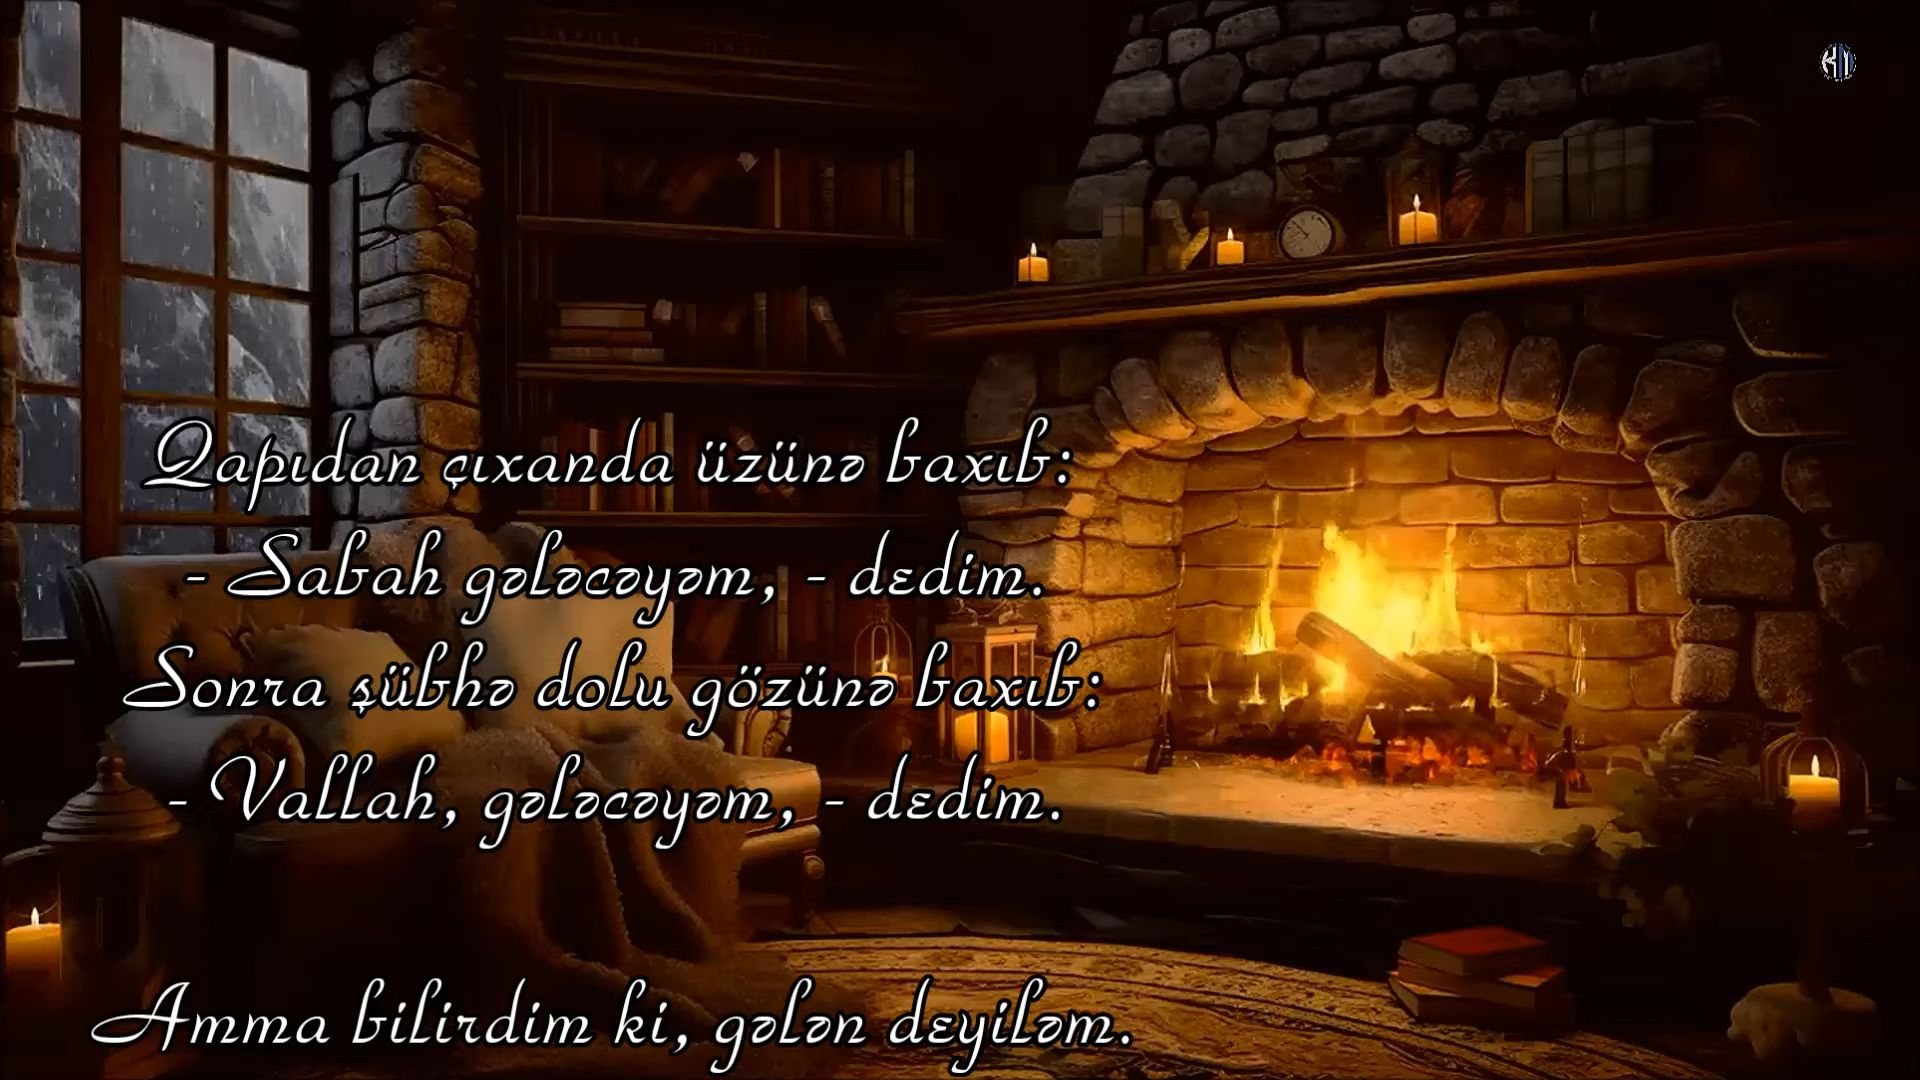 KM
Qapıdan çıxanda üzünə baxıb:
- Sabah gələcəyəm, - dedim.
Sonra şübhə dolu gözünə baxıb:
- Vallah, gələcəyəm, - dedim.
Amma bilirdim ki, gələn deyiləm.